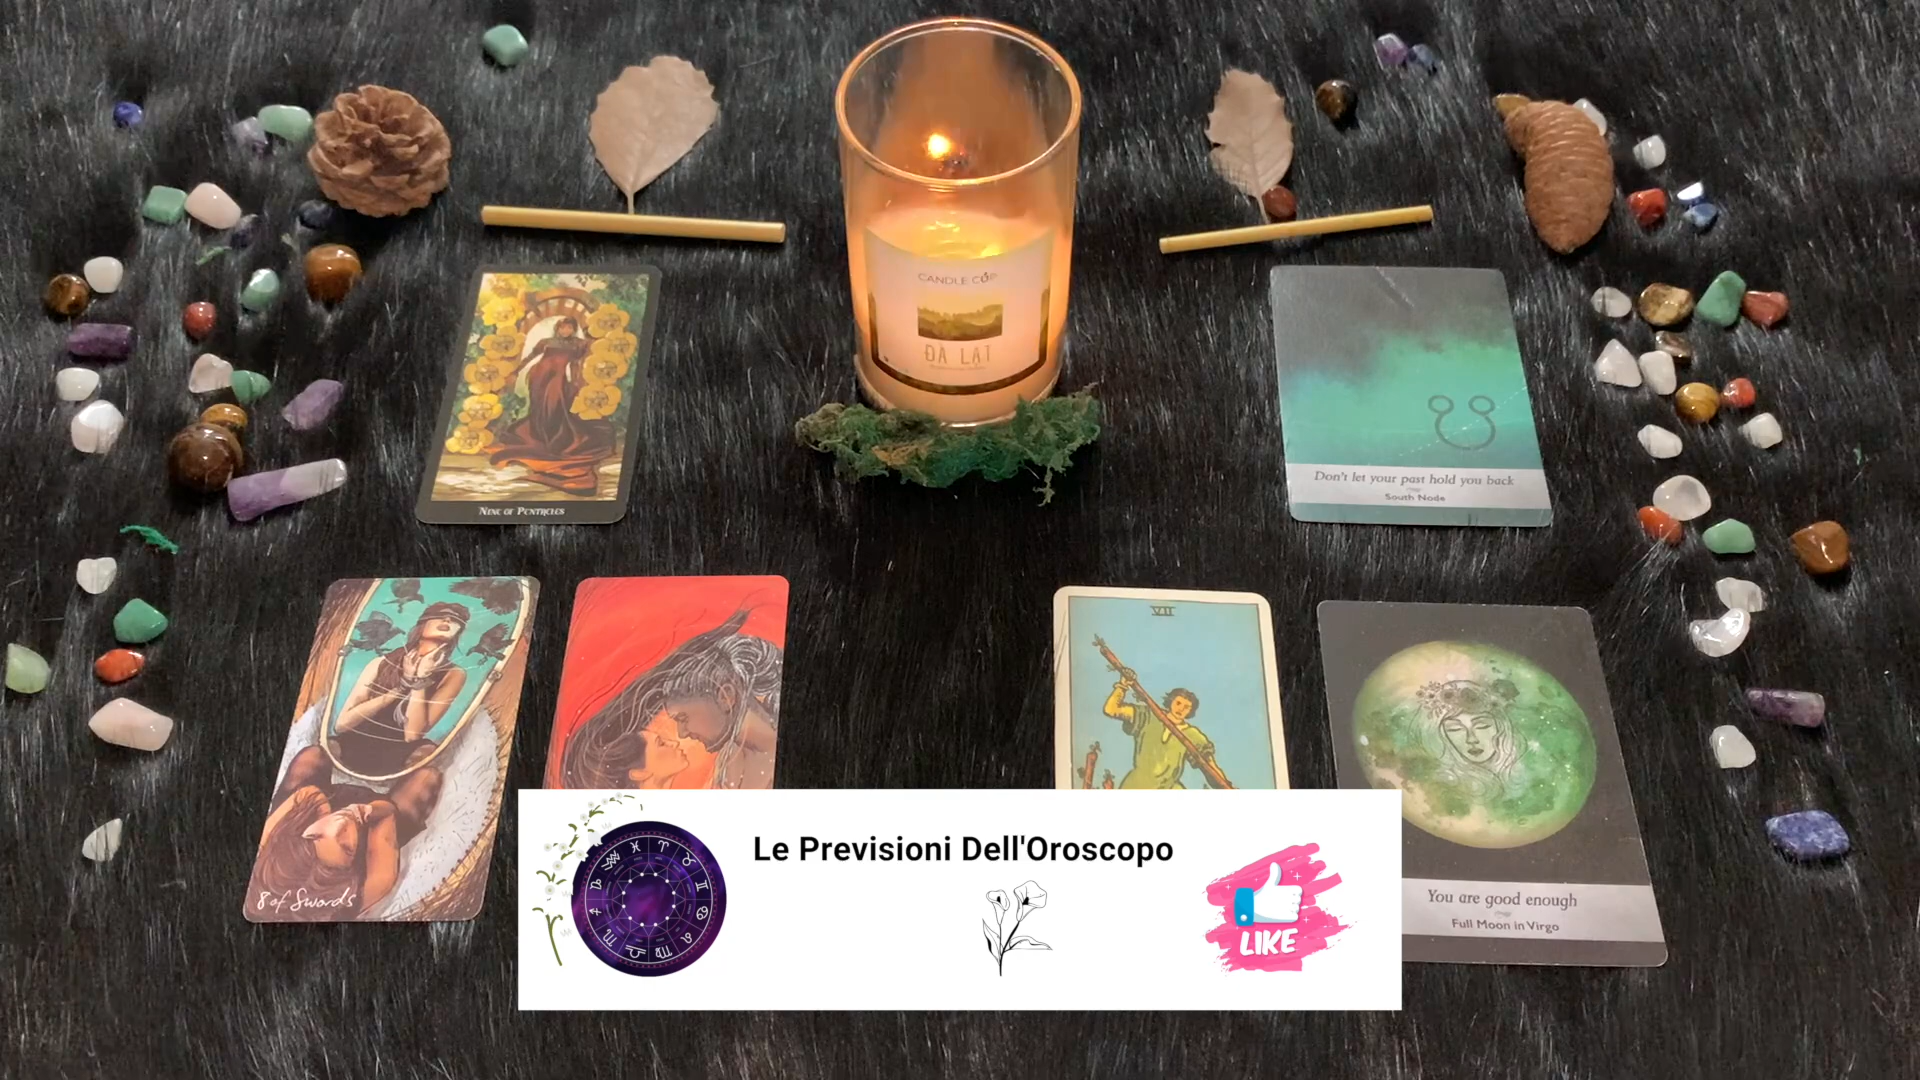 CANDLE CUP
ĐÀ LẠT
NINE OF PENTACLES
Don't let your past hold you back
South Node
VII
8 of Swords
Le Previsioni Dell'Oroscopo
LIKE
You are good enough
Full Moon in Virgo